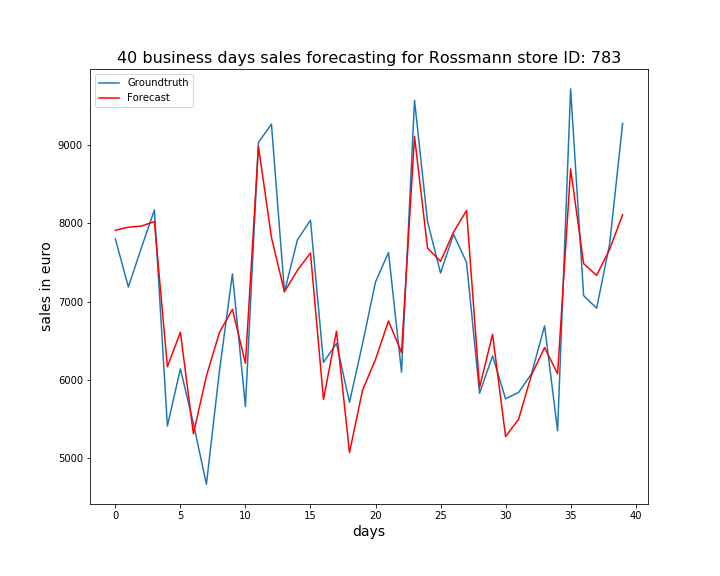 40 business days sales forecasting for Rossmann store ID: 783
Groundtruth
Forecast
9000
8000
7000
6000
5000
sales in euro
0 5 10 15 20 25 30 35 40
days